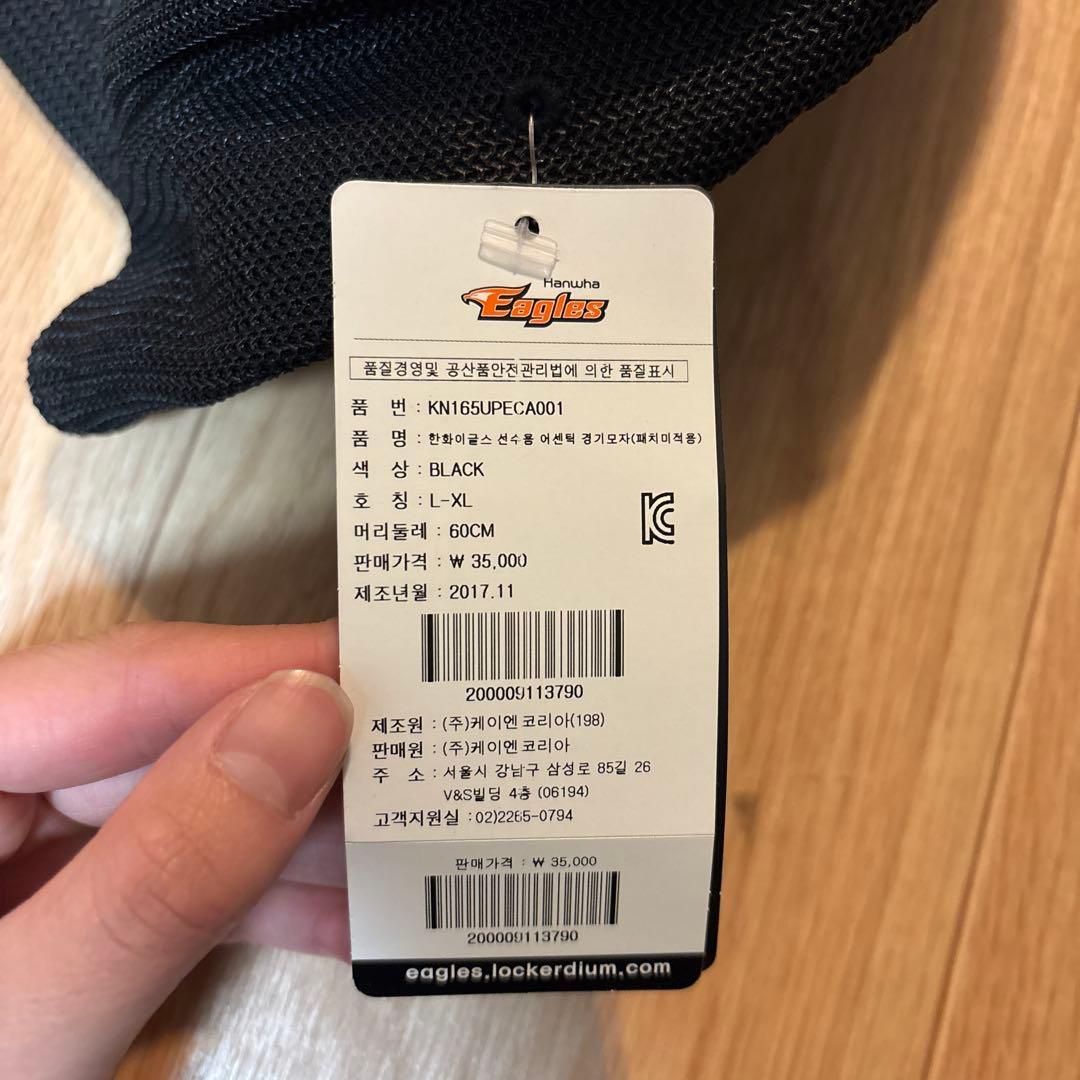 Hanwha
Eagles
품질경영및 공산품안전관리법에 의한 품질표시
품 번 : KN165UPECA001
품 명 : 한화이글스 선수용 어센틱 경기모자(패치미적용)
색 상 : BLACK
호 칭 : L-XL
머리둘레 : 60CM
판매가격 : ₩ 35,000
제조년월 : 2017.11
200009113790
제조원 : (주)케이엔코리아(198)
판매원 : (주)케이엔코리아
주 소 : 서울시 강남구 삼성로 85길 26
V&S빌딩 4층 (06194)
고객지원실 :02)2265-0794
판매가격 : ₩ 35,000
200009113790
eagles.lockerdium.com